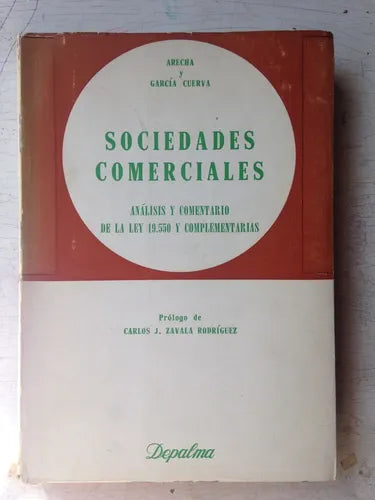 ARECHA
y
GARCÍA CUERVA
SOCIEDADES
COMERCIALES
ANÁLISIS Y COMENTARIO
DE LA LEY 19.550 Y COMPLEMENTARIAS
Prólogo de
CARLOS J. ZAVALA RODRÍGUEZ
Depalma